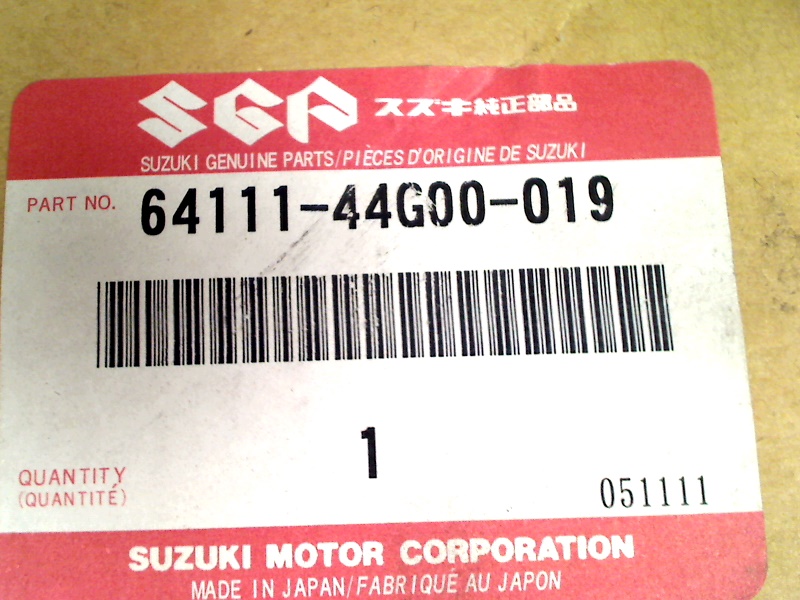 SGP スズキ純正部品
SUZUKI GENUINE PARTS/PIÈCES D'ORIGINE DE SUZUKI
PART NO. 64111-44G00-019
1
QUANTITY
(QUANTITÉ)
051111
SUZUKI MOTOR CORPORATION
MADE IN JAPAN/FABRIQUÉ AU JAPON